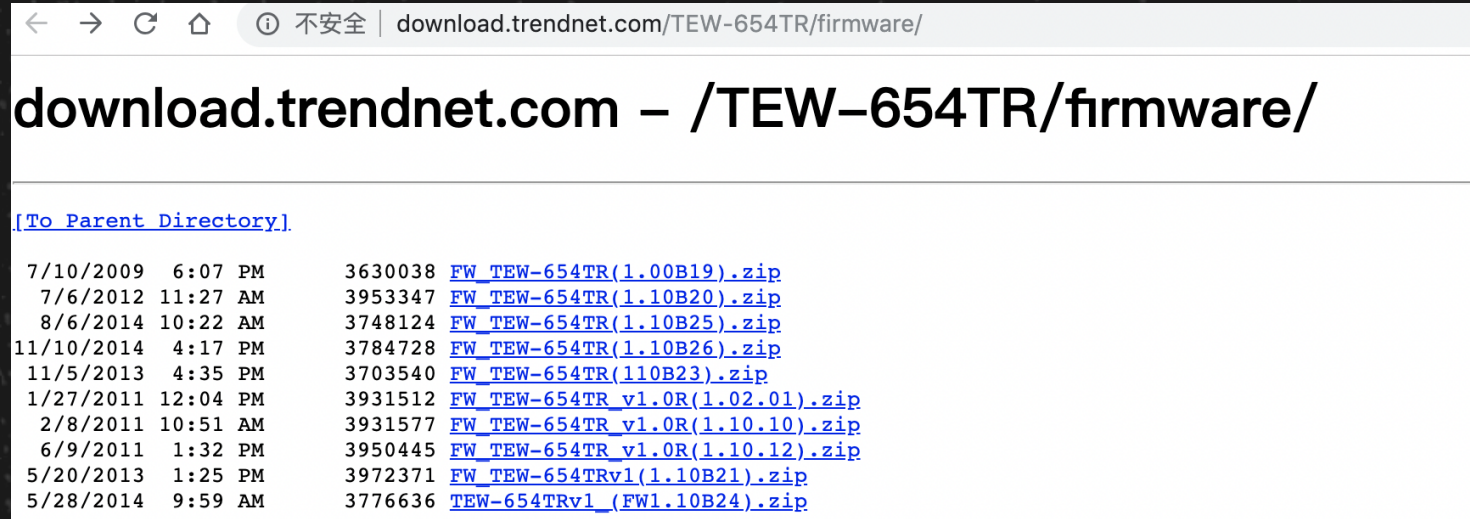 不安全 | download.trendnet.com/TEW-654TR/firmware/
download.trendnet.com - /TEW-654TR/firmware/
[To Parent Directory]
7/10/2009 6:07 PM 3630038 FW_TEW-654TR(1.00B19).zip
7/6/2012 11:27 AM 3953347 FW_TEW-654TR(1.10B20).zip
8/6/2014 10:22 AM 3748124 FW_TEW-654TR(1.10B25).zip
11/10/2014 4:17 PM 3784728 FW_TEW-654TR(1.10B26).zip
11/5/2013 4:35 PM 3703540 FW_TEW-654TR(110B23).zip
1/27/2011 12:04 PM 3931512 FW_TEW-654TR_v1.0R(1.02.01).zip
2/8/2011 10:51 AM 3931577 FW_TEW-654TR_v1.0R(1.10.10).zip
6/9/2011 1:32 PM 3950445 FW_TEW-654TR_v1.0R(1.10.12).zip
5/20/2013 1:25 PM 3972371 FW_TEW-654TRv1(1.10B21).zip
5/28/2014 9:59 AM 3776636 TEW-654TRv1_(FW1.10B24).zip